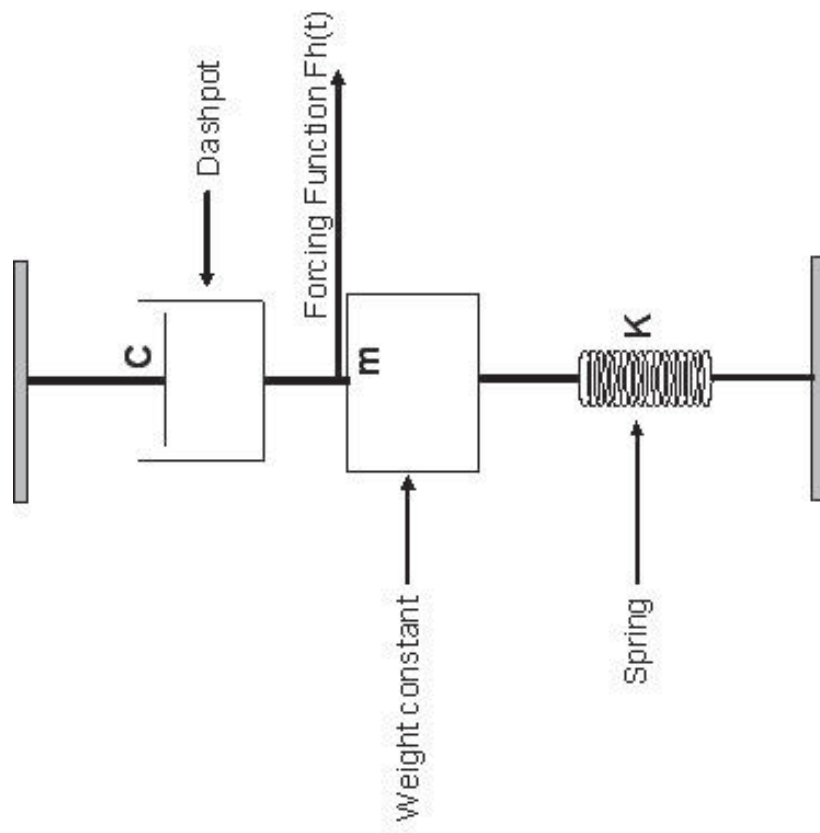 Weight constant
Spring
K
m
C
Dashpot
Forcing Function Fh(t)